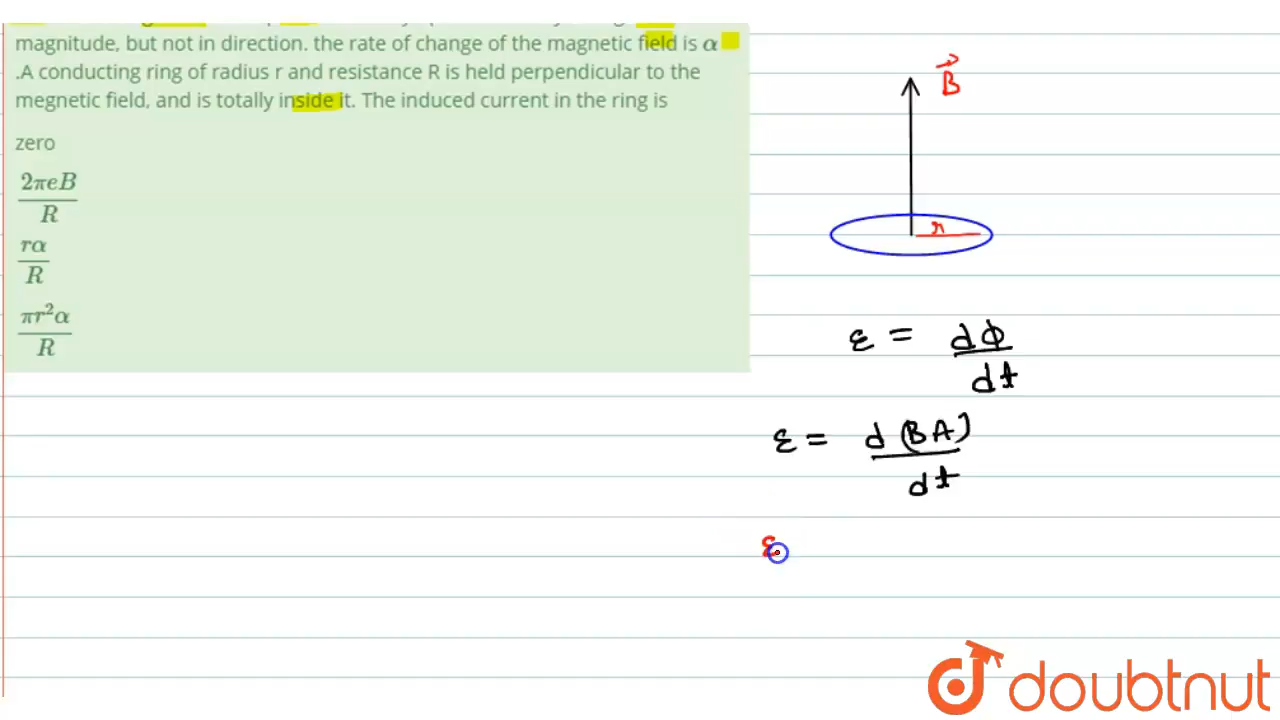 magnitude, but not in direction. the rate of change of the magnetic field is α
.A conducting ring of radius r and resistance R is held perpendicular to the
megnetic field, and is totally inside it. The induced current in the ring is
zero
2πeB
R
rα
R
πr²α
R
B⃗
r
ε = dΦ
dt
ε = d (BA)
dt
ε
doubtnut